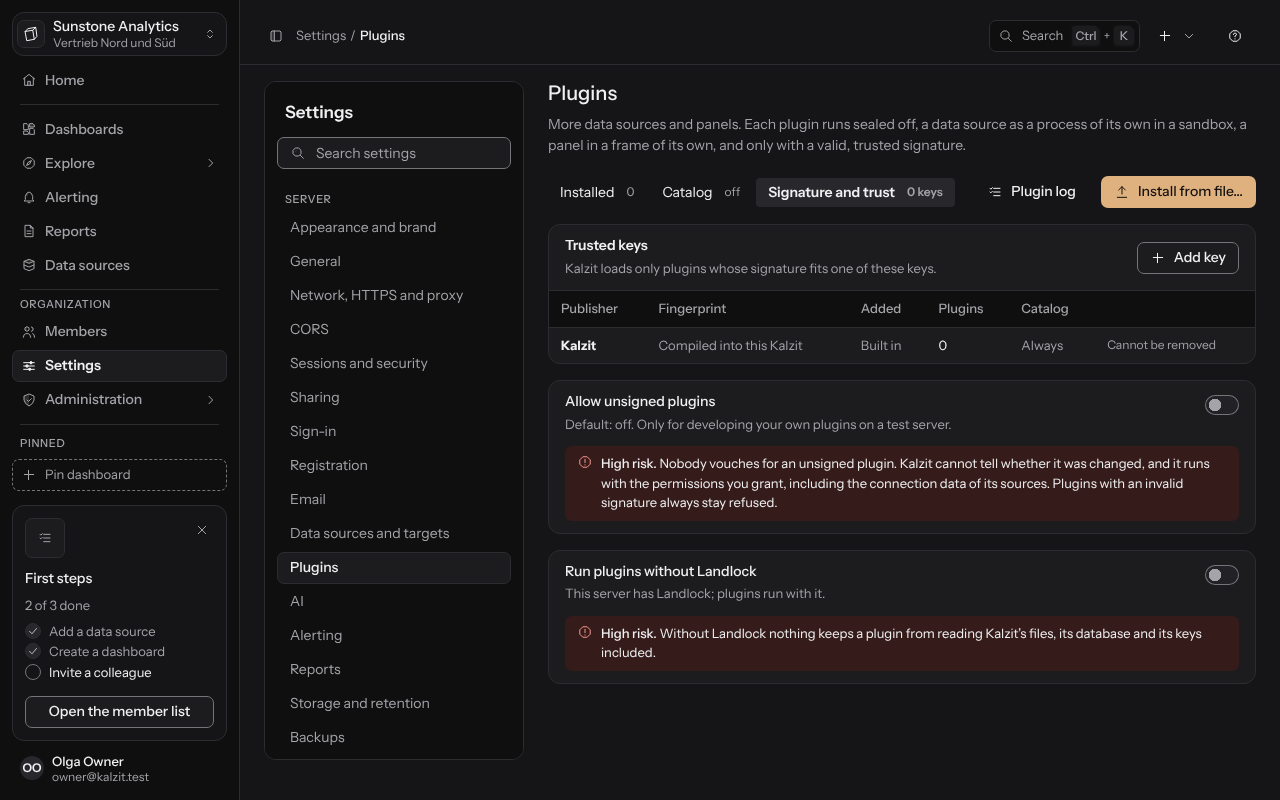 Sunstone Analytics
Vertrieb Nord und Süd
Home
Dashboards
Explore
Alerting
Reports
Data sources
ORGANIZATION
Members
Settings
Administration
PINNED
Pin dashboard
First steps
2 of 3 done
Add a data source
Create a dashboard
Invite a colleague
Open the member list
OO
Olga Owner
owner@kalzit.test
Settings / Plugins
Search Ctrl + K
Settings
Search settings
SERVER
Appearance and brand
General
Network, HTTPS and proxy
CORS
Sessions and security
Sharing
Sign-in
Registration
Email
Data sources and targets
Plugins
AI
Alerting
Reports
Storage and retention
Backups
Plugins
More data sources and panels. Each plugin runs sealed off, a data source as a process of its own in a sandbox, a
panel in a frame of its own, and only with a valid, trusted signature.
Installed 0 Catalog off Signature and trust 0 keys Plugin log Install from file...
Trusted keys
Kalzit loads only plugins whose signature fits one of these keys.
Add key
Publisher Fingerprint Added Plugins Catalog
Kalzit Compiled into this Kalzit Built in 0 Always Cannot be removed
Allow unsigned plugins
Default: off. Only for developing your own plugins on a test server.
High risk. Nobody vouches for an unsigned plugin. Kalzit cannot tell whether it was changed, and it runs
with the permissions you grant, including the connection data of its sources. Plugins with an invalid
signature always stay refused.
Run plugins without Landlock
This server has Landlock; plugins run with it.
High risk. Without Landlock nothing keeps a plugin from reading Kalzit's files, its database and its keys
included.